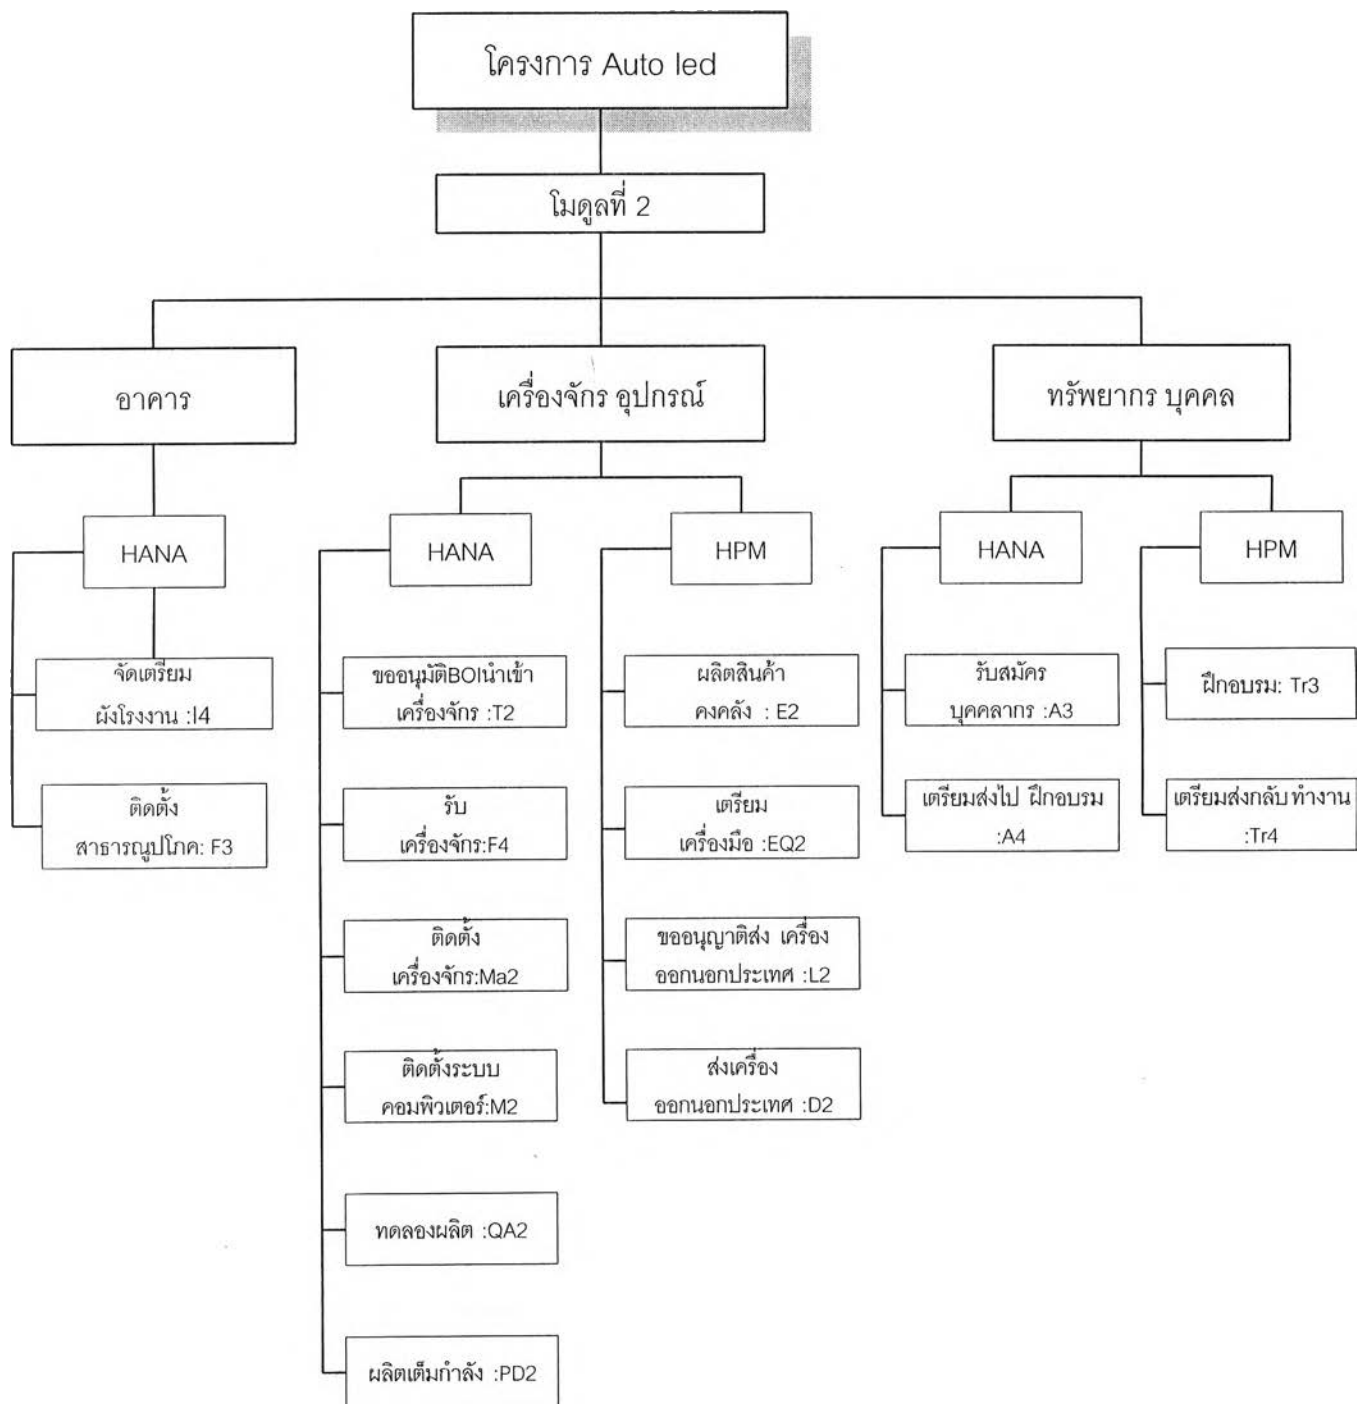 โครงการ Auto led
โมดูลที่ 2
อาคาร
เครื่องจักร อุปกรณ์
ทรัพยากร บุคคล
HANA
HANA
HPM
HANA
HPM
จัดเตรียม
ผังโรงงาน :I4
ติดตั้ง
สาธารณูปโภค: F3
ขออนุมัติBOIนำเข้า
เครื่องจักร :T2
รับ
เครื่องจักร:F4
ติดตั้ง
เครื่องจักร:Ma2
ติดตั้งระบบ
คอมพิวเตอร์:M2
ทดลองผลิต :QA2
ผลิตเต็มกำลัง :PD2
ผลิตสินค้า
คงคลัง : E2
เตรียม
เครื่องมือ :EQ2
ขออนุญาติส่ง เครื่อง
ออกนอกประเทศ :L2
ส่งเครื่อง
ออกนอกประเทศ :D2
รับสมัคร
บุคคลากร :A3
เตรียมส่งไป ฝึกอบรม
:A4
ฝึกอบรม: Tr3
เตรียมส่งกลับ ทำงาน
:Tr4